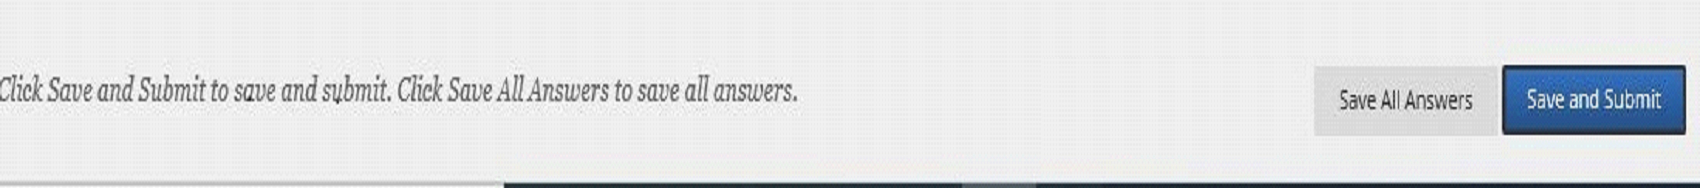 Click Save and Submit to save and submit. Click Save All Answers to save all answers.
Save All Answers
Save and Submit